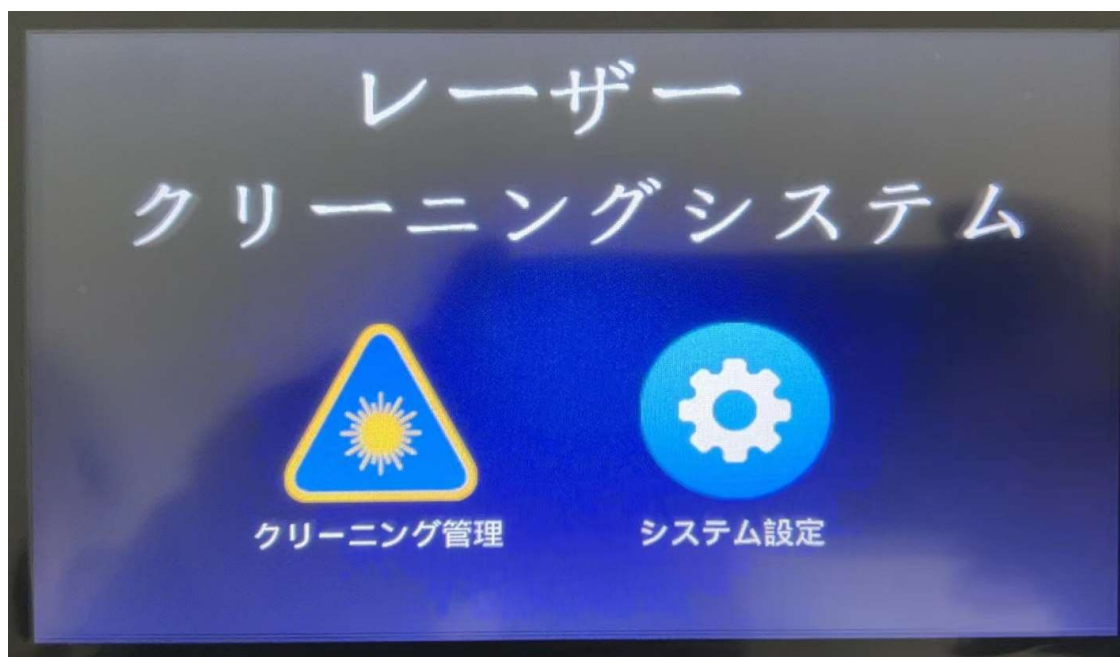 レーザー
クリーニングシステム
クリーニング管理
システム設定